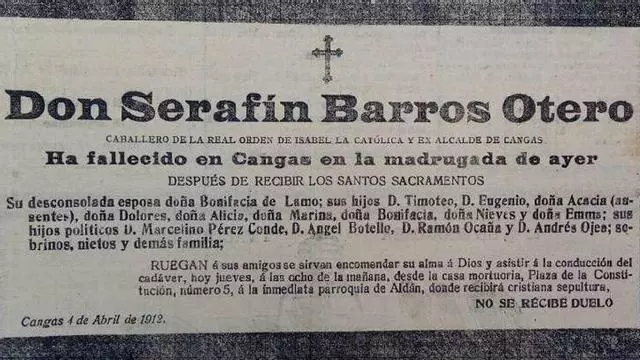 Don Serafín Barros Otero
CABALLERO DE LA REAL ORDEN DE ISABEL LA CATÓLICA Y EX ALCALDE DE CANGAS
Ha fallecido en Cangas en la madrugada de ayer
DESPUES DE RECIBIR LOS SANTOS SACRAMENTOS
Su desconsolada esposa doña Bonifacia de Lamo; sus hijos D. Timoteo, D. Eugenio, doña Acacia (au-
sentes), doña Dolores, doña Alicia, doña Marina, doña Bonifacia, doña Nieves y doña Emma; sus
hijos políticos D. Marcelino Pérez Conde, D. Angel Botello, D. Ramón Ocaña y D. Andrés Ojea; so-
brinos, nietos y demás familia;
RUEGAN á sus amigos se sirvan encomendar su alma á Dios y asistir á la conducción del
cadáver, hoy jueves, á las ocho de la mañana, desde la casa mortuoria, Plaza de la Consti-
tución, número 5, á la inmediata parroquia de Aldán, donde recibirá cristiana sepultura,
NO SE RECIBE DUELO
Cangas 4 de Abril de 1912.